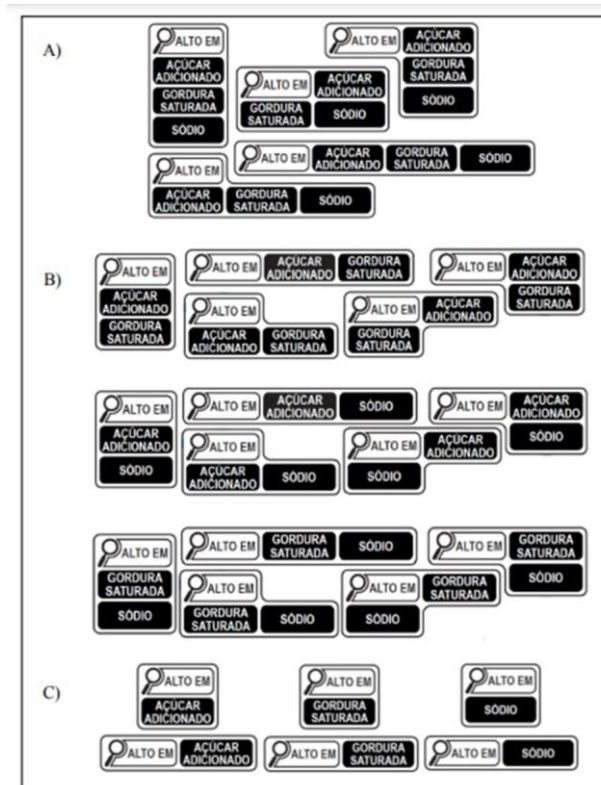 A)
ALTO EM
AÇÚCAR
ADICIONADO
GORDURA
SATURADA
SÓDIO
ALTO EM AÇÚCAR
ADICIONADO
GORDURA
SATURADA
SÓDIO
ALTO EM AÇÚCAR
ADICIONADO
GORDURA
SATURADA SÓDIO
ALTO EM AÇÚCAR
ADICIONADO GORDURA
SATURADA SÓDIO
ALTO EM
AÇÚCAR
ADICIONADO GORDURA
SATURADA SÓDIO
B)
ALTO EM
AÇÚCAR
ADICIONADO
GORDURA
SATURADA
ALTO EM AÇÚCAR
ADICIONADO GORDURA
SATURADA
ALTO EM AÇÚCAR
ADICIONADO
GORDURA
SATURADA
ALTO EM
AÇÚCAR
ADICIONADO GORDURA
SATURADA
ALTO EM AÇÚCAR
ADICIONADO
GORDURA
SATURADA
ALTO EM
AÇÚCAR
ADICIONADO
SÓDIO
ALTO EM AÇÚCAR
ADICIONADO SÓDIO
ALTO EM AÇÚCAR
ADICIONADO
SÓDIO
ALTO EM
AÇÚCAR
ADICIONADO SÓDIO
ALTO EM AÇÚCAR
ADICIONADO
SÓDIO
ALTO EM
GORDURA
SATURADA
SÓDIO
ALTO EM GORDURA
SATURADA SÓDIO
ALTO EM GORDURA
SATURADA
SÓDIO
ALTO EM
GORDURA
SATURADA SÓDIO
ALTO EM GORDURA
SATURADA
SÓDIO
C)
ALTO EM
AÇÚCAR
ADICIONADO
ALTO EM
GORDURA
SATURADA
ALTO EM
SÓDIO
ALTO EM AÇÚCAR
ADICIONADO
ALTO EM GORDURA
SATURADA
ALTO EM SÓDIO